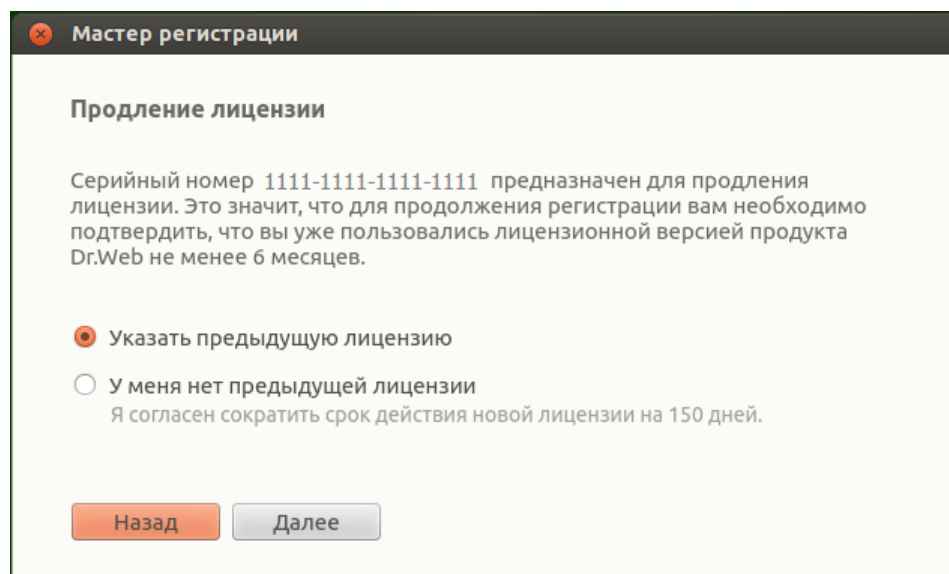 Мастер регистрации
Продление лицензии
Серийный номер 1111-1111-1111-1111 предназначен для продления
лицензии. Это значит, что для продолжения регистрации вам необходимо
подтвердить, что вы уже пользовались лицензионной версией продукта
Dr.Web не менее 6 месяцев.
Указать предыдущую лицензию
У меня нет предыдущей лицензии
Я согласен сократить срок действия новой лицензии на 150 дней.
Назад Далее